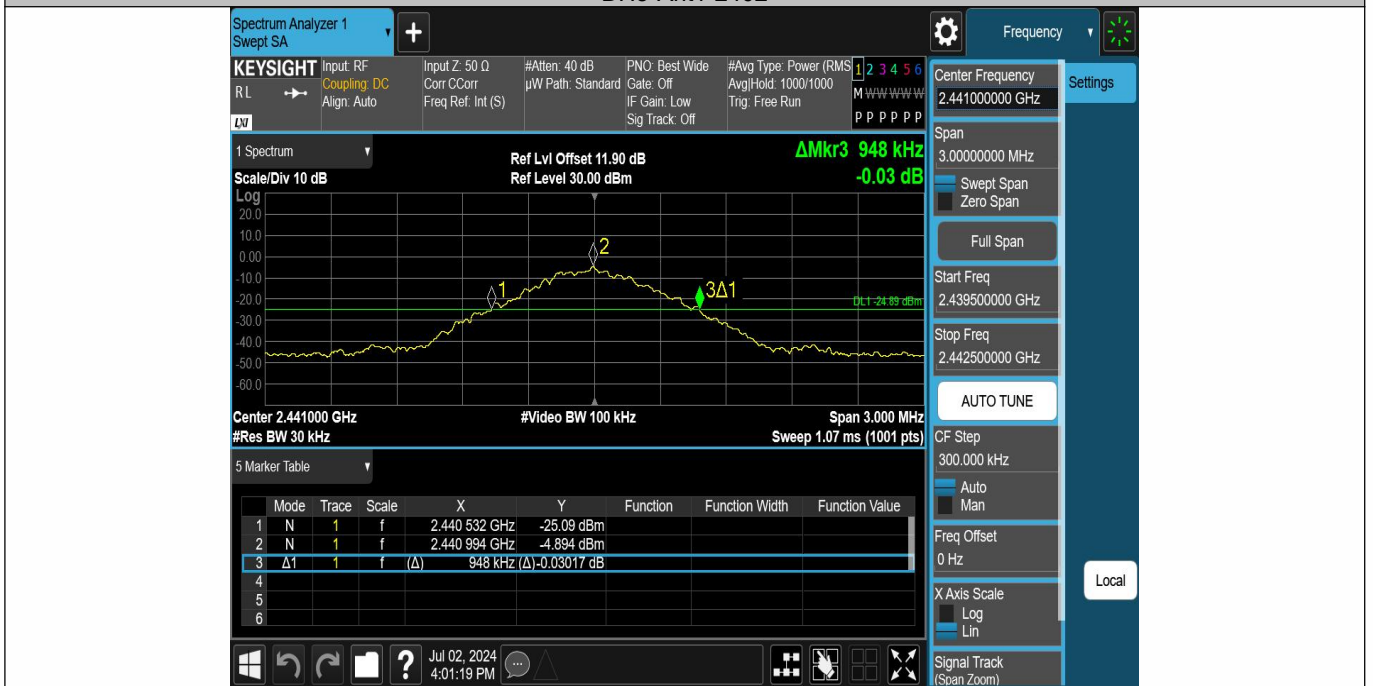 Spectrum Analyzer 1
Swept SA
Frequency
KEYSIGHT
RL
LXI
Input: RF
Coupling: DC
Align: Auto
Input Z: 50 Ω
Corr CCorr
Freq Ref: Int (S)
#Atten: 40 dB
µW Path: Standard
PNO: Best Wide
Gate: Off
IF Gain: Low
Sig Track: Off
#Avg Type: Power (RMS
Avg|Hold: 1000/1000
Trig: Free Run
1 2 3 4 5 6
M W W W W W
P P P P P P
1 Spectrum
Scale/Div 10 dB
Ref Lvl Offset 11.90 dB
Ref Level 30.00 dBm
ΔMkr3 948 kHz
-0.03 dB
Log
20.0
10.0
0.00
-10.0
-20.0
-30.0
-40.0
-50.0
-60.0
1
2
3Δ1
DL1 -24.89 dBm
Center 2.441000 GHz
#Video BW 100 kHz
Span 3.000 MHz
#Res BW 30 kHz
Sweep 1.07 ms (1001 pts)
5 Marker Table
Mode Trace Scale X Y Function Function Width Function Value
1 N 1 f 2.440 532 GHz -25.09 dBm
2 N 1 f 2.440 994 GHz -4.894 dBm
3 Δ1 1 f (Δ) 948 kHz (Δ) -0.03017 dB
4
5
6
Jul 02, 2024
4:01:19 PM
Center Frequency
2.441000000 GHz
Settings
Span
3.00000000 MHz
Swept Span
Zero Span
Full Span
Start Freq
2.439500000 GHz
Stop Freq
2.442500000 GHz
AUTO TUNE
CF Step
300.000 kHz
Auto
Man
Freq Offset
0 Hz
Local
X Axis Scale
Log
Lin
Signal Track
(Span Zoom)